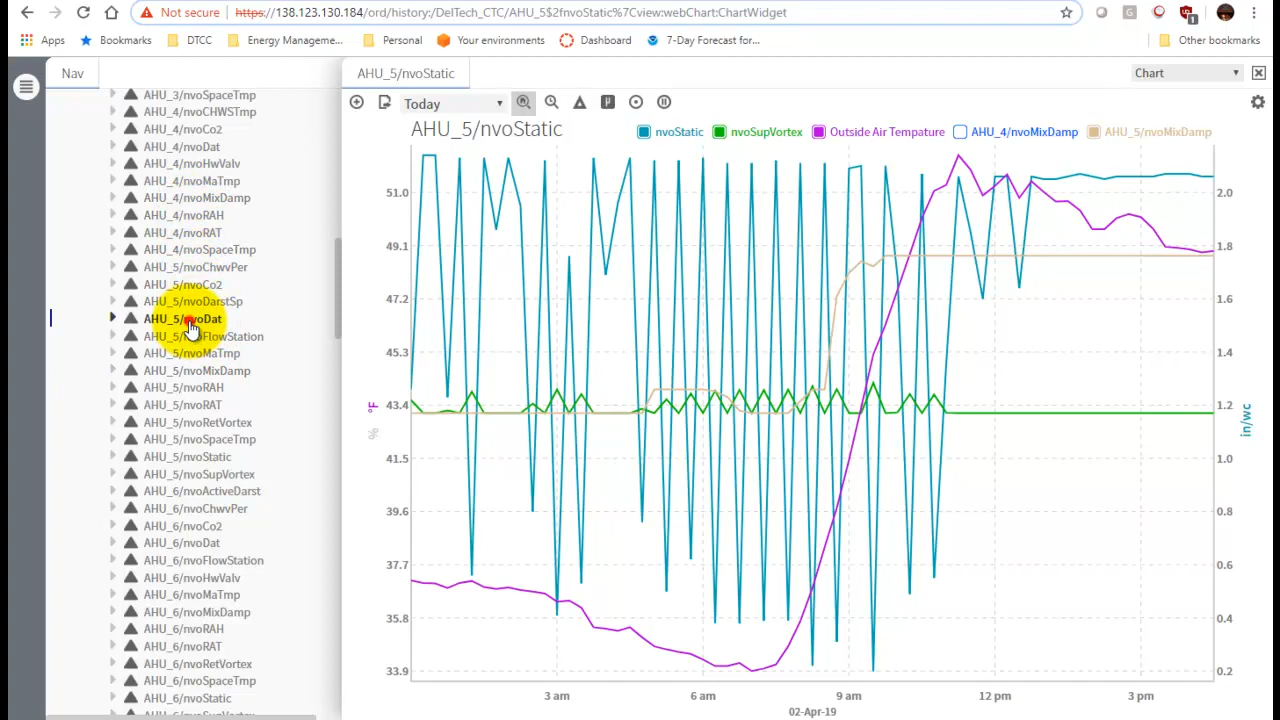 Not secure | https://138.123.130.184/ord/history:/DelTech_CTC/AHU_5$2fnvoStatic%7Cview:webChart:ChartWidget
Apps Bookmarks DTCC Energy Manageme... Personal Your environments Dashboard 7-Day Forecast for... Other bookmarks
Nav
AHU_3/nvoSpaceTmp
AHU_4/nvoCHWSTmp
AHU_4/nvoCo2
AHU_4/nvoDat
AHU_4/nvoHwValv
AHU_4/nvoMaTmp
AHU_4/nvoMixDamp
AHU_4/nvoRAH
AHU_4/nvoRAT
AHU_4/nvoSpaceTmp
AHU_5/ChwvPer
AHU_5/nvoCo2
AHU_5/nvoDarstSp
AHU_5/nvoDat
AHU_5/nvoFlowStation
AHU_5/nvoMaTmp
AHU_5/nvoMixDamp
AHU_5/nvoRAH
AHU_5/nvoRAT
AHU_5/nvoRetVortex
AHU_5/nvoSpaceTmp
AHU_5/nvoStatic
AHU_5/nvoSupVortex
AHU_6/nvoActiveDarst
AHU_6/nvoChwvPer
AHU_6/nvoCo2
AHU_6/nvoDat
AHU_6/nvoFlowStation
AHU_6/nvoHwValv
AHU_6/nvoMaTmp
AHU_6/nvoMixDamp
AHU_6/nvoRAH
AHU_6/nvoRAT
AHU_6/nvoRetVortex
AHU_6/nvoSpaceTmp
AHU_6/nvoStatic
AHU_5/nvoStatic
Chart
Today
AHU_5/nvoStatic
nvoStatic nvoSupVortex Outside Air Tempature AHU_4/nvoMixDamp AHU_5/nvoMixDamp
51.0
49.1
47.2
45.3
43.4
41.5
39.6
37.7
35.8
33.9
°F
%
2.0
1.8
1.6
1.4
1.2
1.0
0.8
0.6
0.4
0.2
in/wc
3 am 6 am 9 am 12 pm 3 pm
02-Apr-19